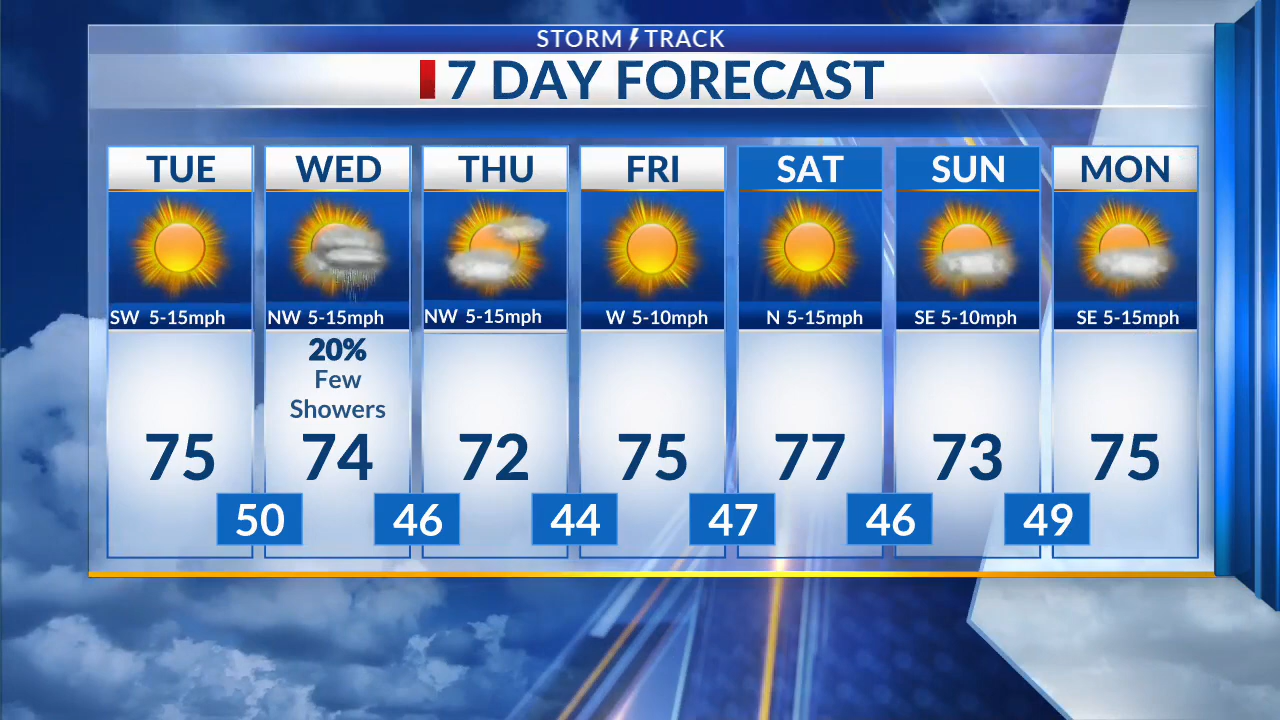 STORM TRACK
7 DAY FORECAST
TUE WED THU FRI SAT SUN MON
SW 5-15mph NW 5-15mph NW 5-15mph W 5-10mph N 5-15mph SE 5-10mph SE 5-15mph
20%
Few
Showers
75 74 72 75 77 73 75
50 46 44 47 46 49